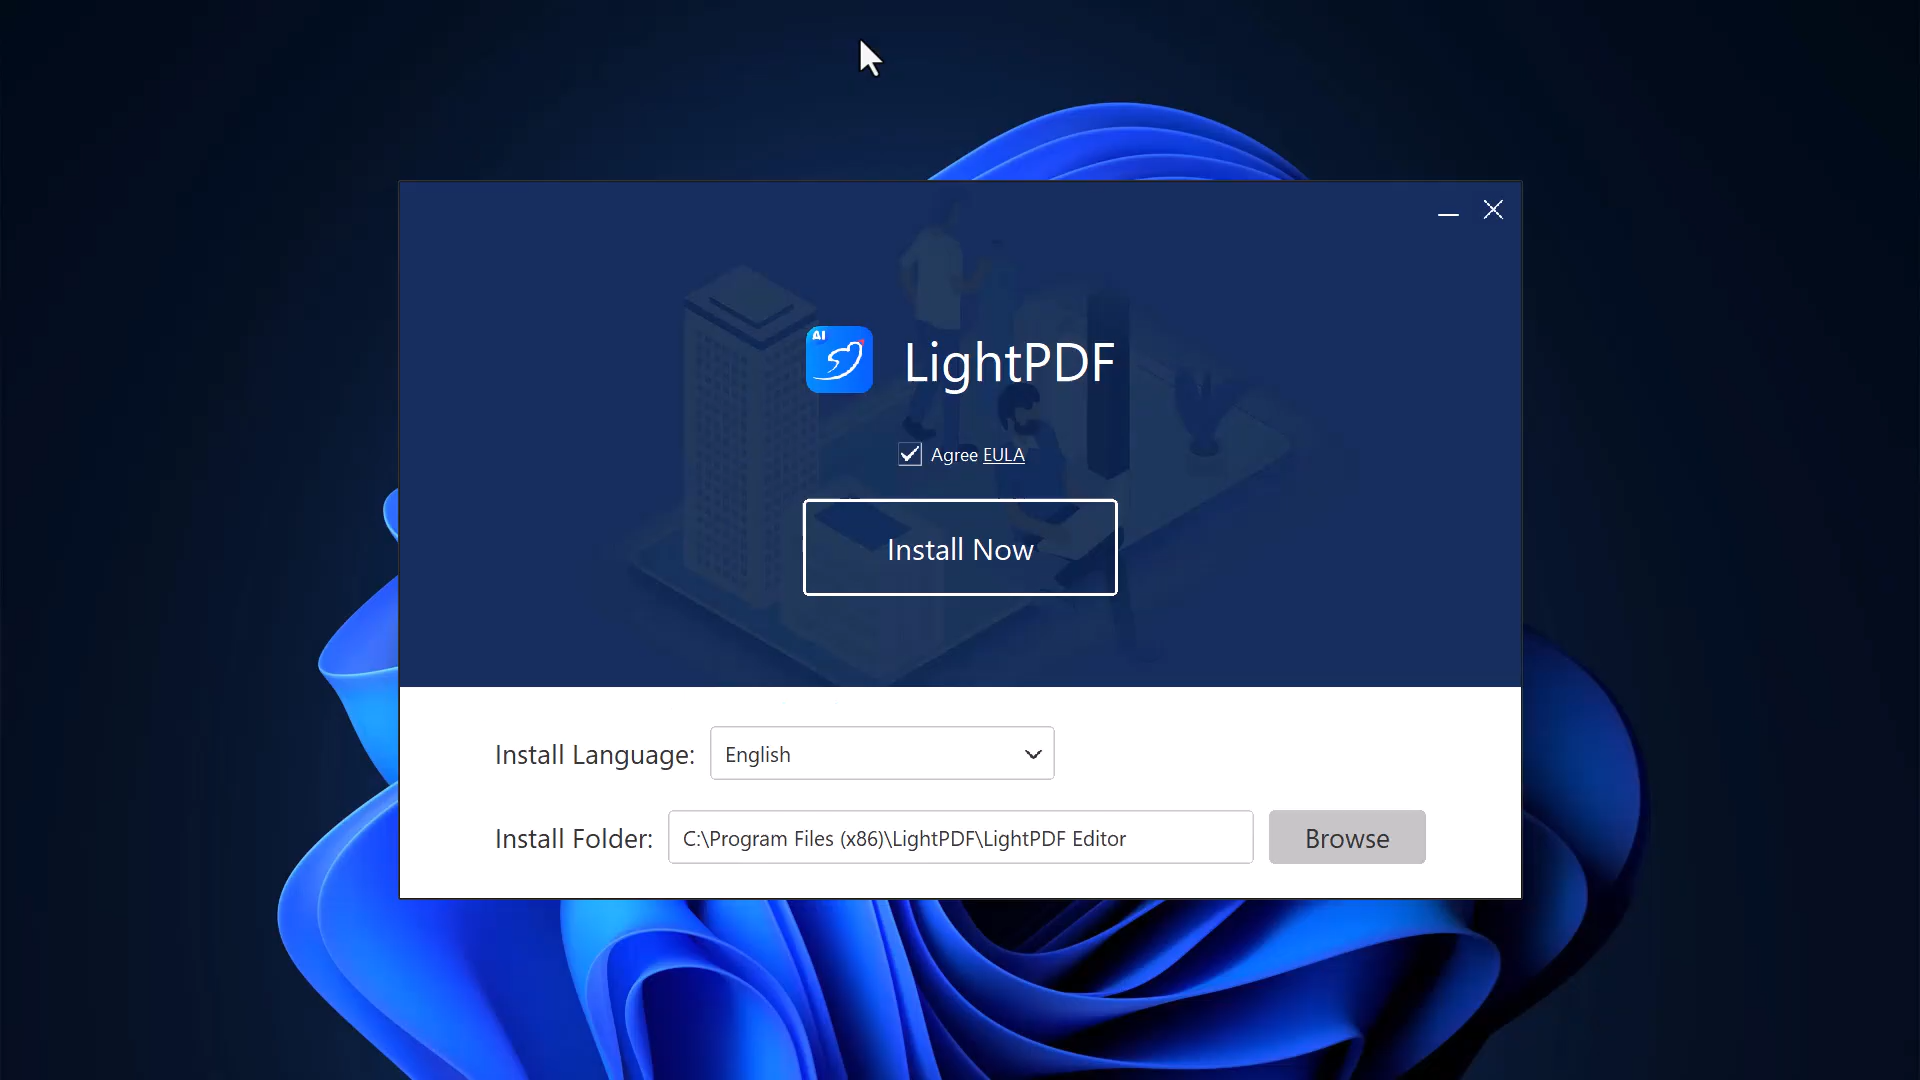 AI
LightPDF
Agree EULA
Install Now
Install Language: English
Install Folder: C:\Program Files (x86)\LightPDF\LightPDF Editor Browse